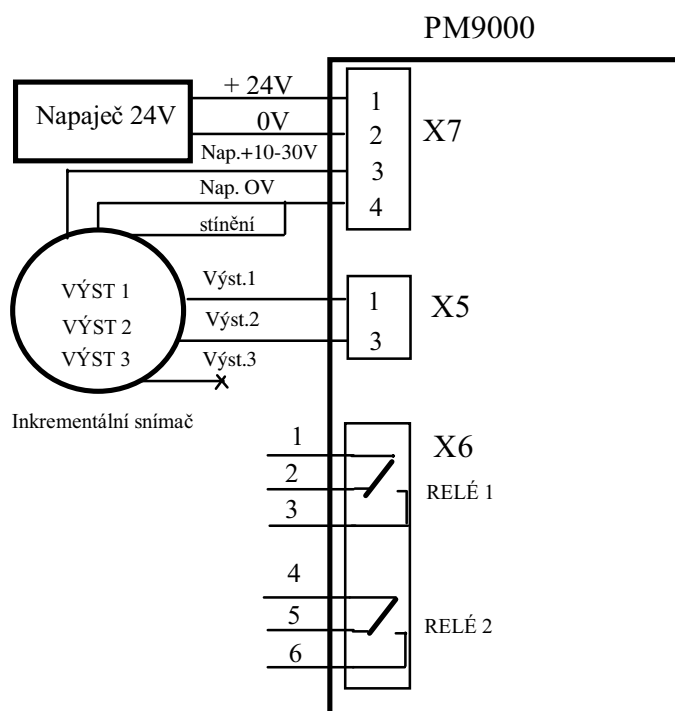 PM9000
Napaječ 24V
+ 24V
0V
Nap.+10-30V
Nap. OV
stínění
1
2
3
4
X7
VÝST 1
VÝST 2
VÝST 3
Výst.1
Výst.2
Výst.3
1
3
X5
Inkrementální snímač
1
2
3
X6
RELÉ 1
4
5
6
RELÉ 2